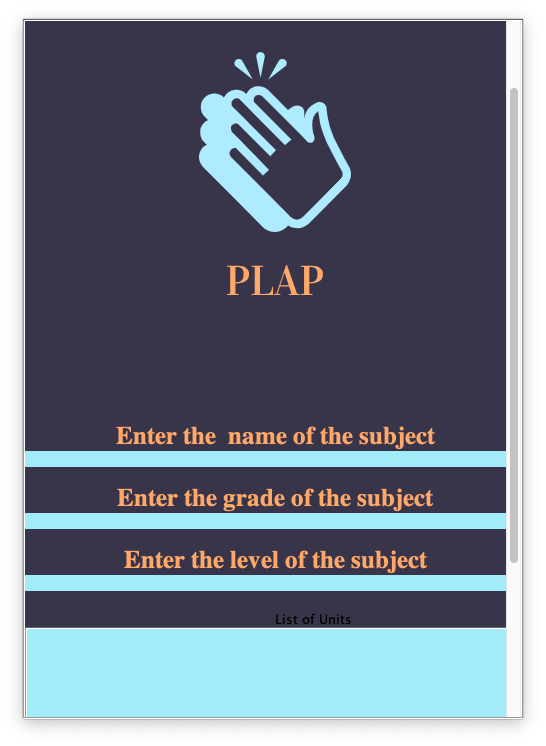 PLAP
Enter the  name of the subject
Enter the grade of the subject
Enter the level of the subject
List of Units